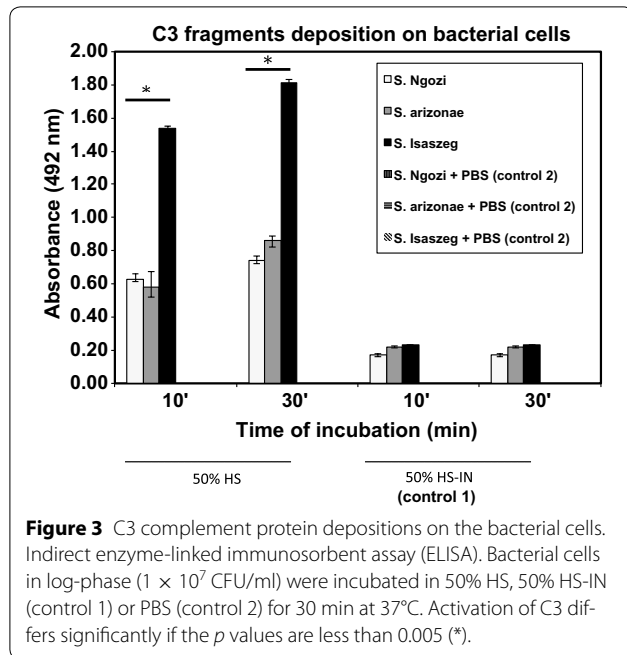 C3 fragments deposition on bacterial cells
2.00
1.80
1.60
1.40
1.20
1.00
0.80
0.60
0.40
0.20
0.00
Absorbance (492 nm)
*
*
S. Ngozi
S. arizonae
S. Isaszeg
S. Ngozi + PBS (control 2)
S. arizonae + PBS (control 2)
S. Isaszeg + PBS (control 2)
10' 30' 10' 30'
Time of incubation (min)
50% HS 50% HS-IN
(control 1)
Figure 3 C3 complement protein depositions on the bacterial cells.
Indirect enzyme-linked immunosorbent assay (ELISA). Bacterial cells
in log-phase (1 × 10⁷ CFU/ml) were incubated in 50% HS, 50% HS-IN
(control 1) or PBS (control 2) for 30 min at 37°C. Activation of C3 dif-
fers significantly if the p values are less than 0.005 (*).